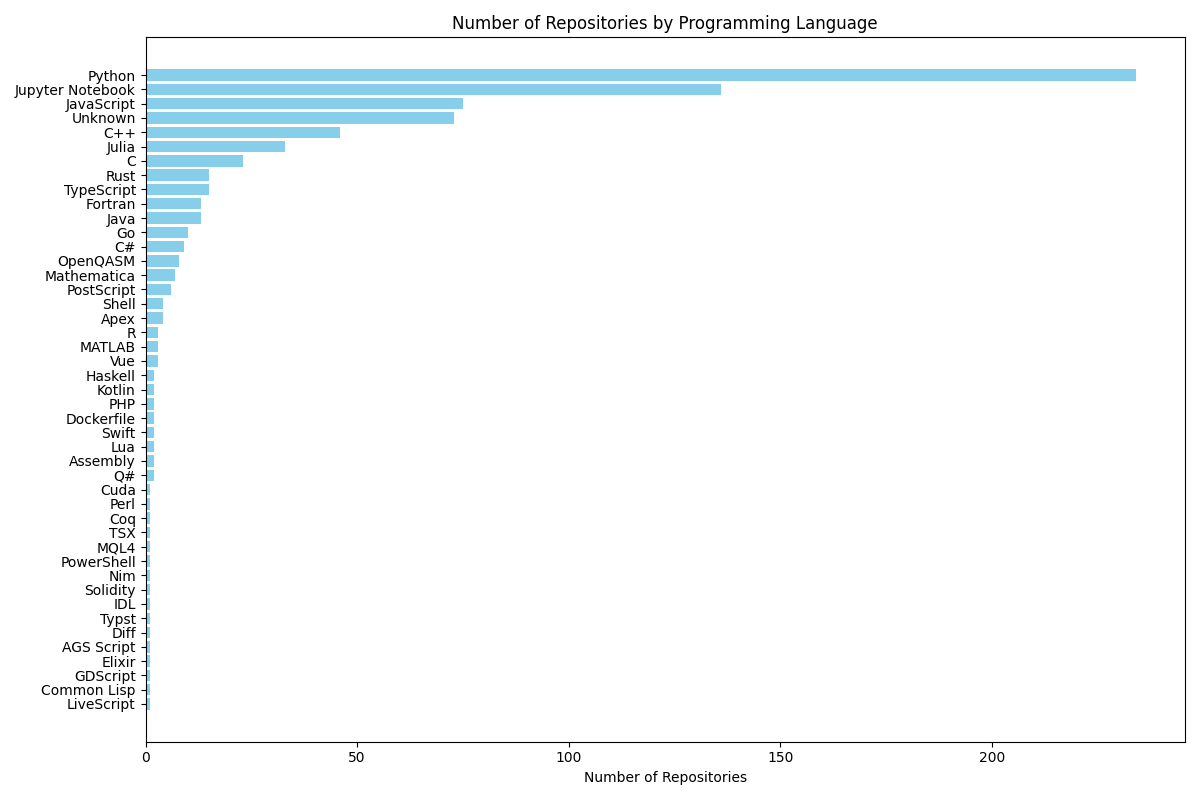 Number of Repositories by Programming Language
Python
Jupyter Notebook
JavaScript
Unknown
C++
Julia
C
Rust
TypeScript
Fortran
Java
Go
C#
OpenQASM
Mathematica
PostScript
Shell
Apex
R
MATLAB
Vue
Haskell
Kotlin
PHP
Dockerfile
Swift
Lua
Assembly
Q#
Cuda
Perl
Coq
TSX
MQL4
PowerShell
Nim
Solidity
IDL
Typst
Diff
AGS Script
Elixir
GDScript
Common Lisp
LiveScript
0 50 100 150 200
Number of Repositories